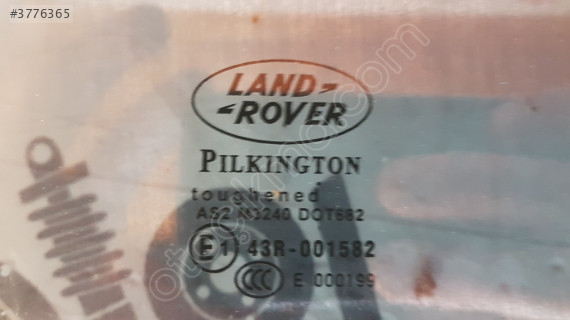 #3776365
LAND
ROVER
PILKINGTON
toughened
AS2 M3240 DOT682
E1 43R-001582
CCC E 000199